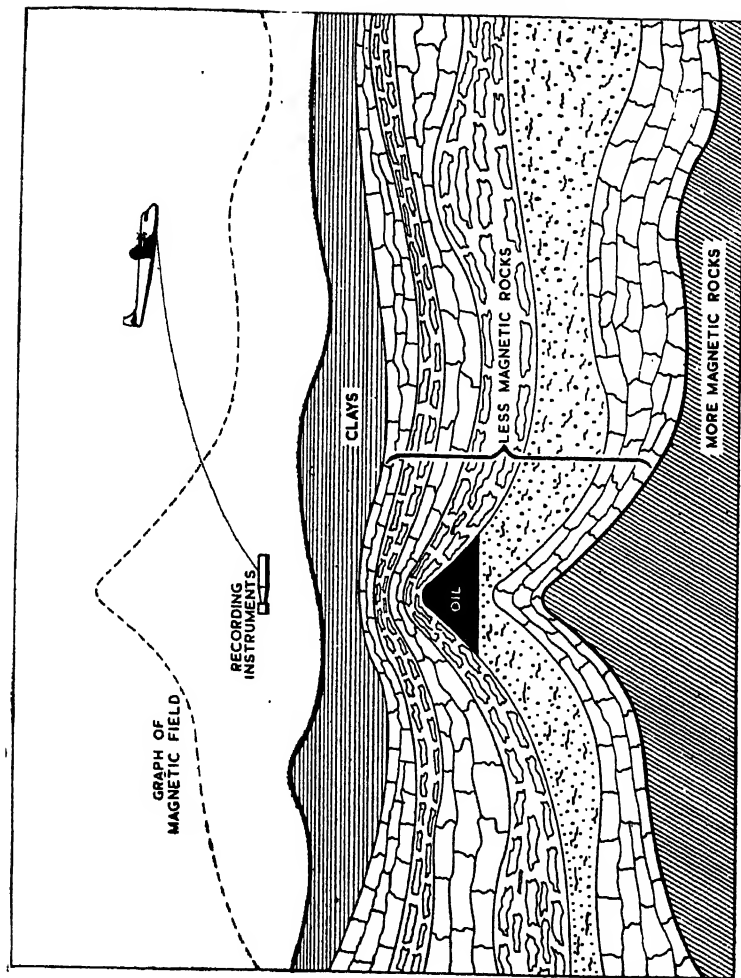 GRAPH OF
MAGNETIC FIELD
RECORDING
INSTRUMENTS
CLAYS
OIL
LESS MAGNETIC ROCKS
MORE MAGNETIC ROCKS